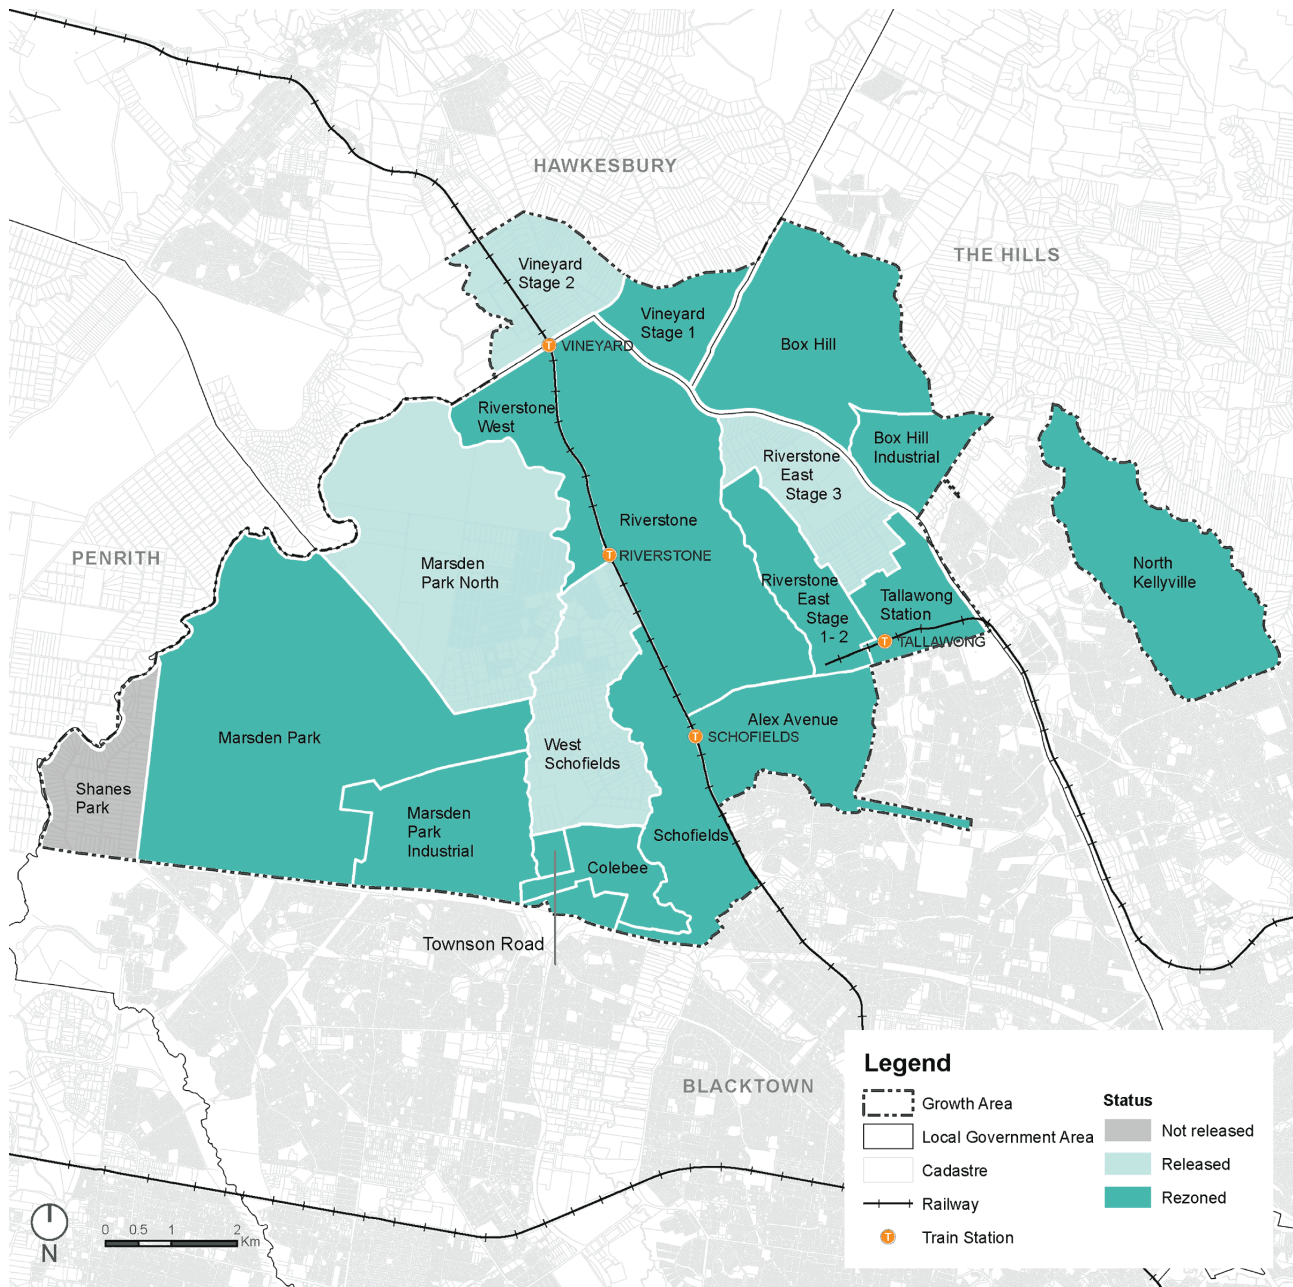 HAWKESBURY
THE HILLS
Vineyard
Stage 2
Vineyard
Stage 1
Box Hill
VINEYARD
Riverstone
West
Box Hill
Industrial
Riverstone
East
Stage 3
Riverstone
RIVERSTONE
PENRITH
Marsden
Park North
North
Kellyville
Riverstone
East
Stage
1- 2
Tallawong
Station
TALLAWONG
Alex Avenue
SCHOFIELDS
Marsden Park
West
Schofields
Shanes
Park
Marsden
Park
Industrial
Schofields
Colebee
Townson Road
BLACKTOWN
Legend
Growth Area
Local Government Area
Cadastre
Railway
T Train Station
Status
Not released
Released
Rezoned
N
0 0.5 1 2
Km
T
T
T
T